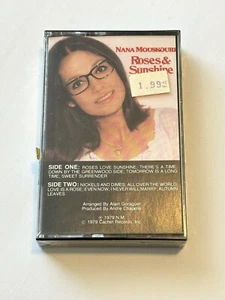 NANA MOUSKOURI
Roses &
Sunshine
1.99
SIDE ONE: ROSES LOVE SUNSHINE; THERE'S A TIME;
DOWN BY THE GREENWOOD SIDE; TOMORROW IS A LONG
TIME; SWEET SURRENDER
SIDE TWO: NICKELS AND DIMES; ALL OVER THE WORLD;
LOVE IS A ROSE; EVEN NOW; I NEVER WILL MARRY; AUTUMN
LEAVES
Arranged By Alain Goraguer
Produced By André Chapelle
℗ 1979 N.M.
© 1979 Cachet Records, Inc.